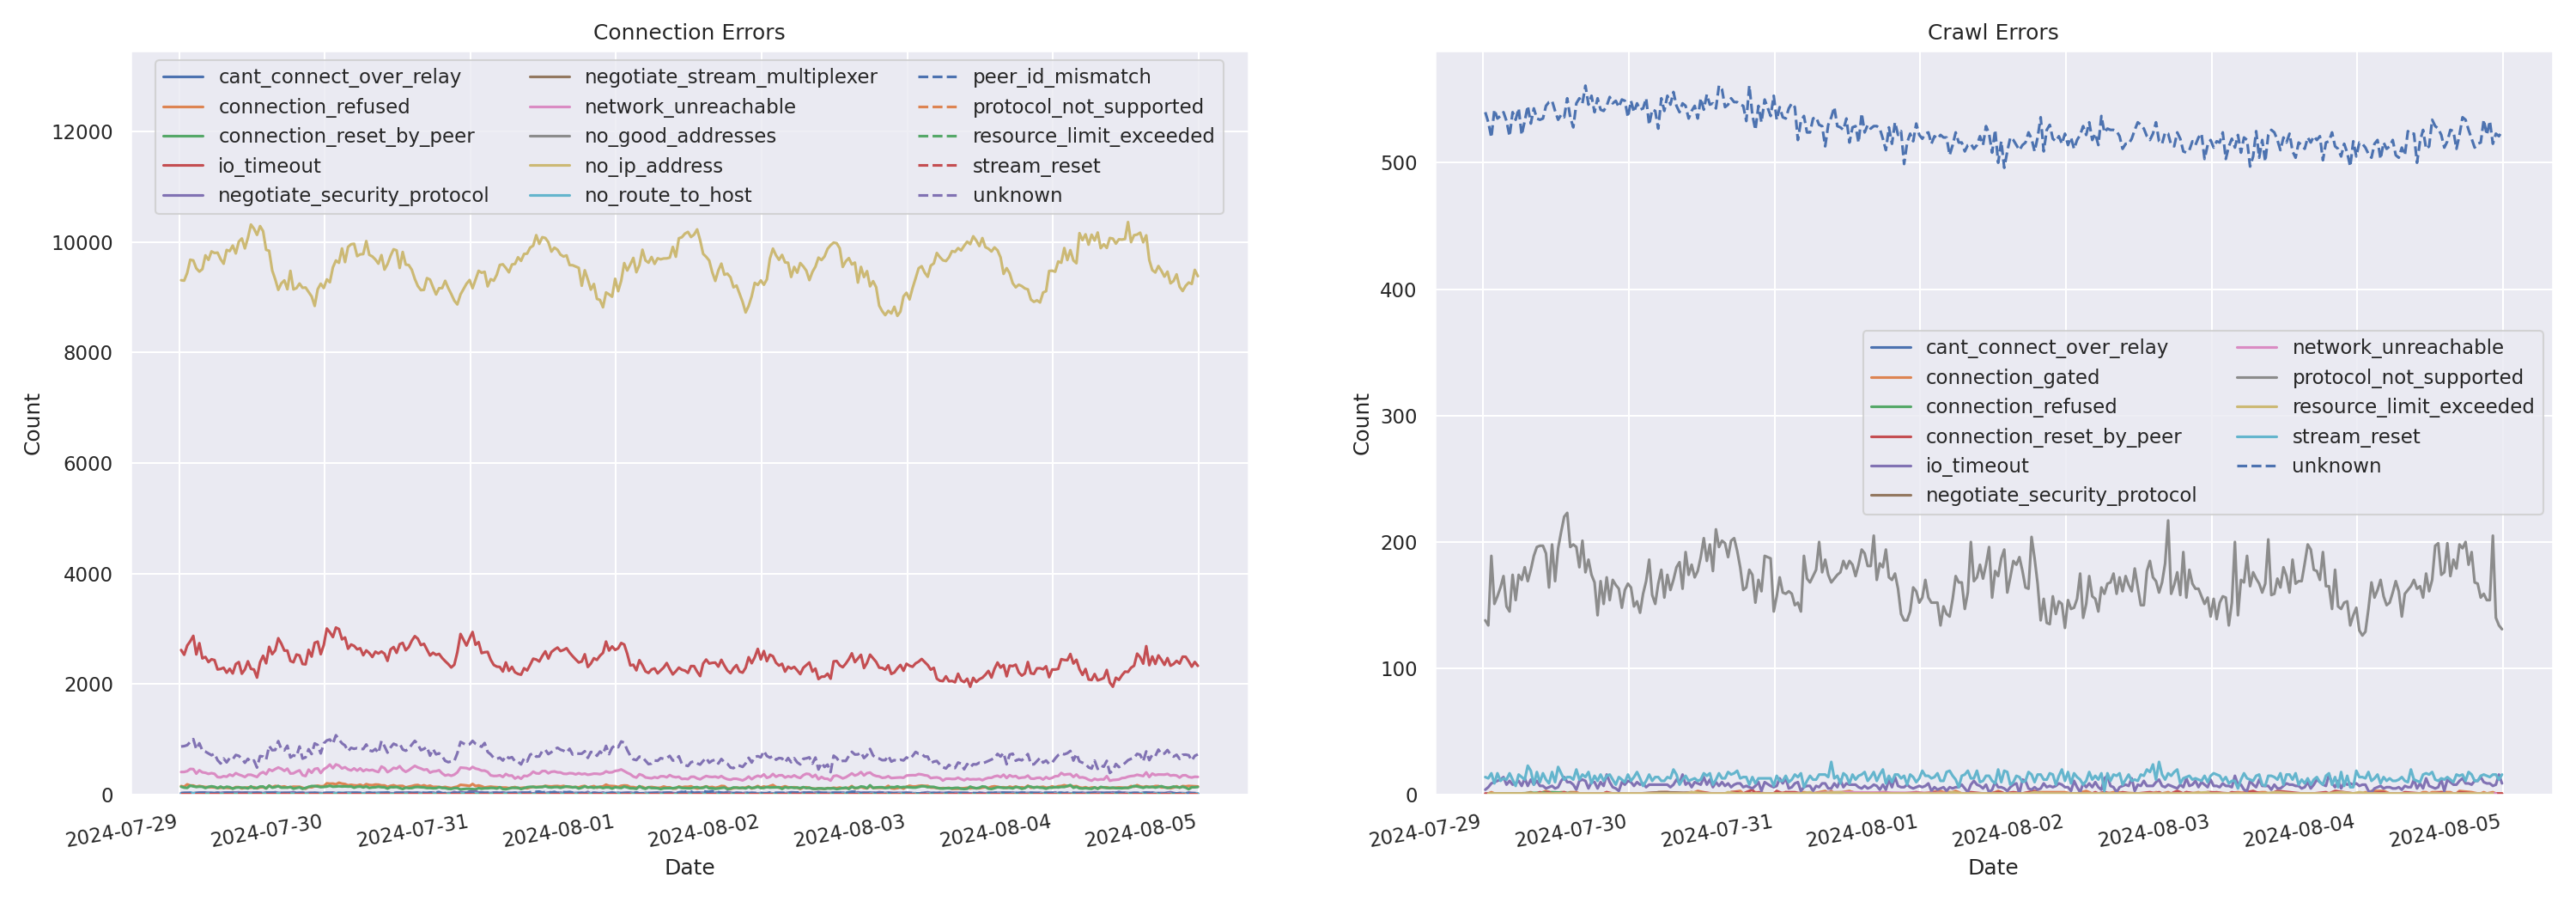 Connection Errors
cant_connect_over_relay
connection_refused
connection_reset_by_peer
io_timeout
negotiate_security_protocol
negotiate_stream_multiplexer
network_unreachable
no_good_addresses
no_ip_address
no_route_to_host
peer_id_mismatch
protocol_not_supported
resource_limit_exceeded
stream_reset
unknown
Count
12000
10000
8000
6000
4000
2000
0
2024-07-29
2024-07-30
2024-07-31
2024-08-01
2024-08-02
2024-08-03
2024-08-04
2024-08-05
Date
Crawl Errors
Count
500
400
300
200
100
0
cant_connect_over_relay
connection_gated
connection_refused
connection_reset_by_peer
io_timeout
negotiate_security_protocol
network_unreachable
protocol_not_supported
resource_limit_exceeded
stream_reset
unknown
2024-07-29
2024-07-30
2024-07-31
2024-08-01
2024-08-02
2024-08-03
2024-08-04
2024-08-05
Date